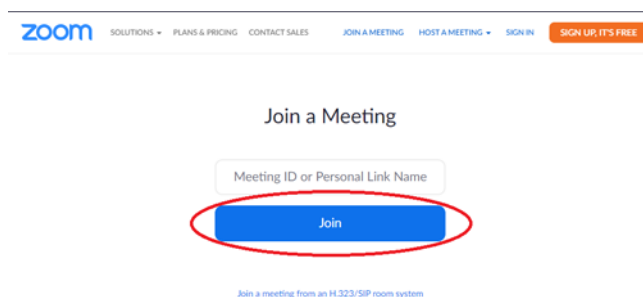 zoom SOLUTIONS PLANS & PRICING CONTACT SALES JOIN A MEETING HOST A MEETING SIGN IN SIGN UP, IT'S FREE
Join a Meeting
Meeting ID or Personal Link Name
Join
Join a meeting from an H.323/SIP room system